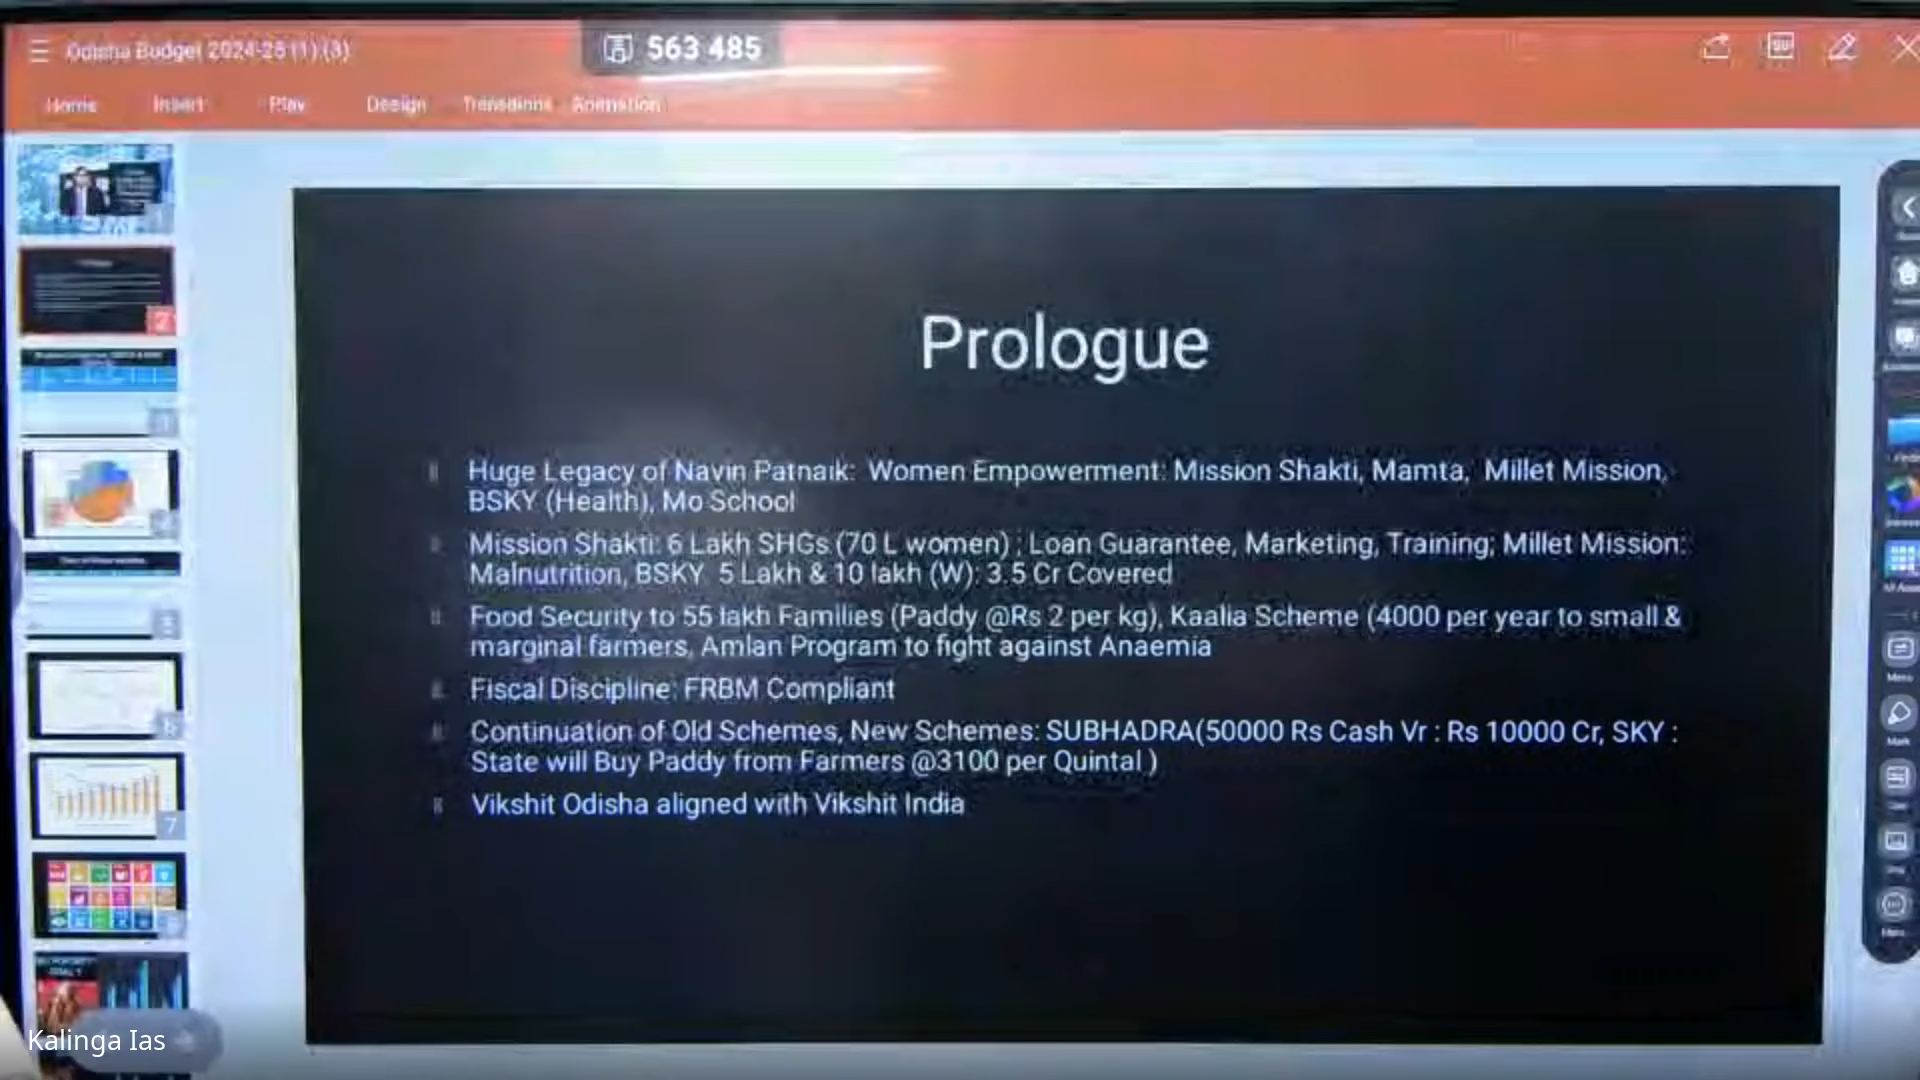 Odisha Budget 2024-25 (1) (3)
563 485
Home Insert Play Design Transitions Animation
Prologue
Huge Legacy of Navin Patnaik: Women Empowerment: Mission Shakti, Mamta, Millet Mission,
BSKY (Health), Mo School
Mission Shakti: 6 Lakh SHGs (70 L women) ; Loan Guarantee, Marketing, Training; Millet Mission:
Malnutrition, BSKY 5 Lakh & 10 lakh (W): 3.5 Cr Covered
Food Security to 55 lakh Families (Paddy @Rs 2 per kg), Kaalia Scheme (4000 per year to small &
marginal farmers, Amlan Program to fight against Anaemia
Fiscal Discipline: FRBM Compliant
Continuation of Old Schemes, New Schemes: SUBHADRA(50000 Rs Cash Vr : Rs 10000 Cr, SKY :
State will Buy Paddy from Farmers @3100 per Quintal )
Vikshit Odisha aligned with Vikshit India
2
6
7
Menu
Mark
Kalinga Ias